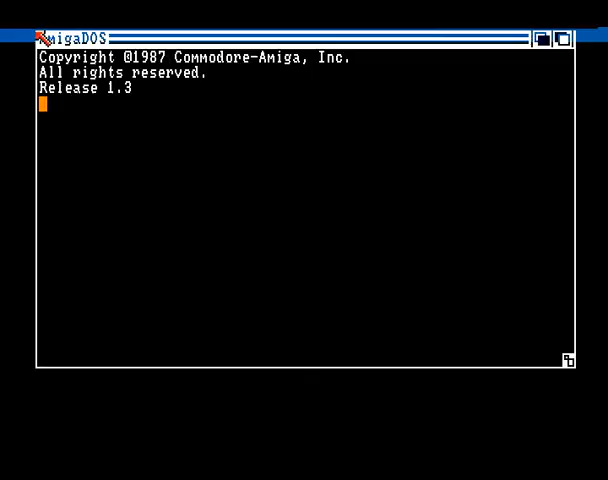 AmigaDOS
Copyright @1987 Commodore-Amiga, Inc.
All rights reserved.
Release 1.3